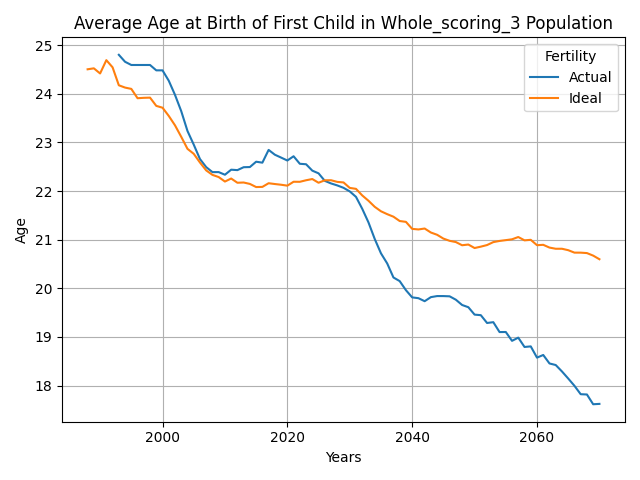 Average Age at Birth of First Child in Whole_scoring_3 Population
Fertility
Actual
Ideal
25
24
23
22
21
20
19
18
Age
2000
2020
2040
2060
Years